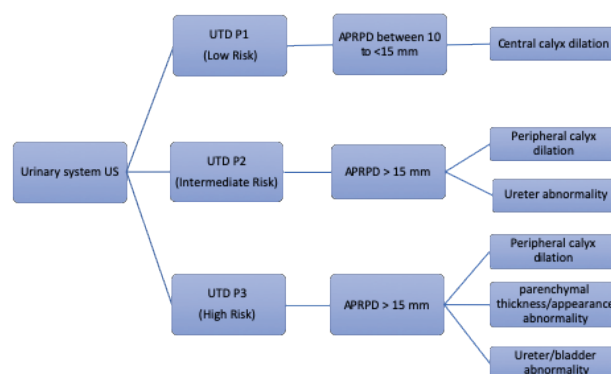 UTD P1
(Low Risk)
APRPD between 10
to <15 mm
Central calyx dilation
Urinary system US
UTD P2
(Intermediate Risk)
APRPD > 15 mm
Peripheral calyx
dilation
Ureter abnormality
UTD P3
(High Risk)
APRPD > 15 mm
Peripheral calyx
dilation
parenchymal
thickness/appearance
abnormality
Ureter/bladder
abnormality